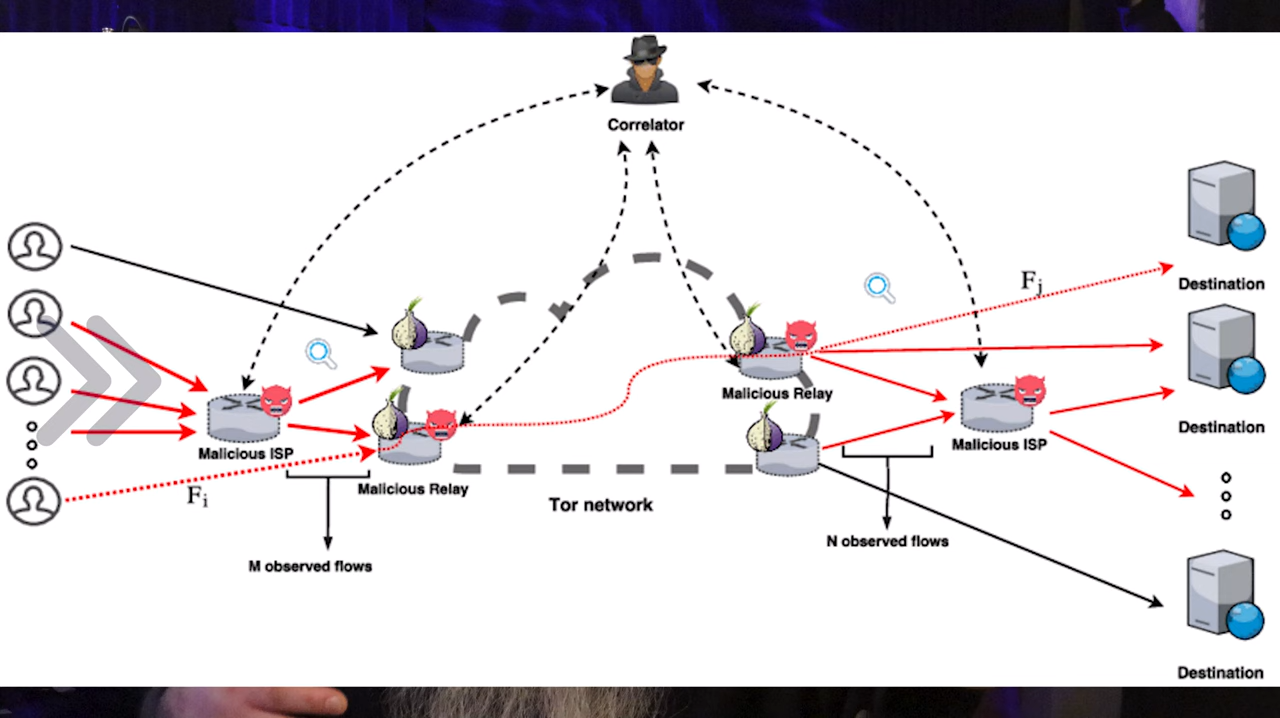 Correlator
Destination
Malicious Relay
Destination
Malicious ISP
Malicious ISP
Malicious Relay
Tor network
M observed flows
N observed flows
Destination
Fi
Fj